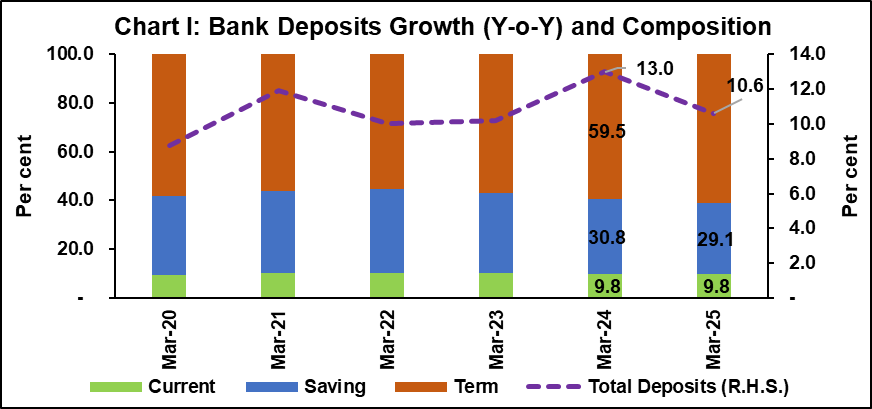 Chart I: Bank Deposits Growth (Y-o-Y) and Composition
100.0
80.0
60.0
40.0
20.0
-
Per cent
14.0
12.0
10.0
8.0
6.0
4.0
2.0
-
Per cent
13.0
10.6
59.5
30.8
29.1
9.8
9.8
Mar-20
Mar-21
Mar-22
Mar-23
Mar-24
Mar-25
Current
Saving
Term
Total Deposits (R.H.S.)